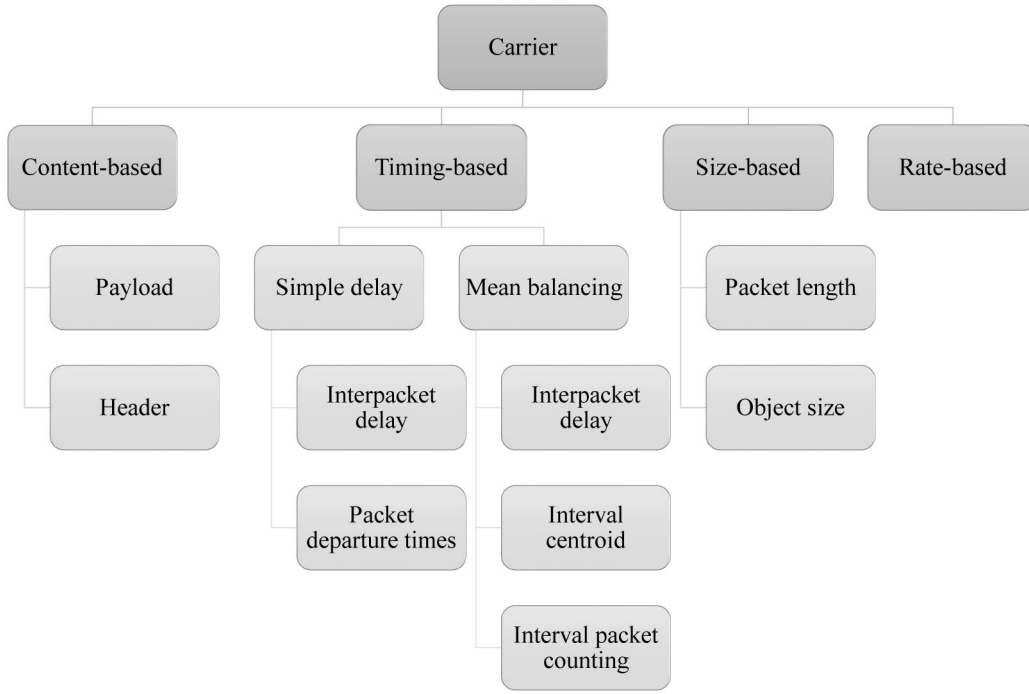 Carrier
Content-based
Timing-based
Size-based
Rate-based
Payload
Simple delay
Mean balancing
Packet length
Header
Interpacket
delay
Interpacket
delay
Object size
Packet
departure times
Interval
centroid
Interval packet
counting